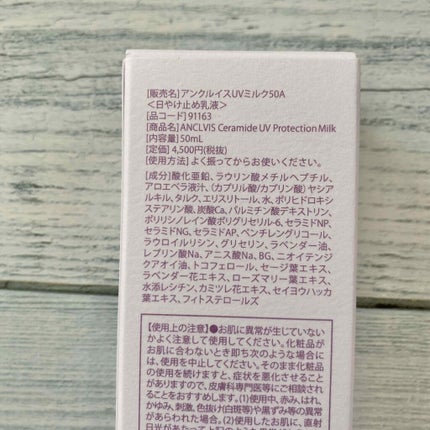 [販売名]アンクルイスUVミルク50A
<日やけ止め乳液>
[品コード] 91163
[商品名] ANCLVIS Ceramide UV Protection Milk
[内容量] 50mL
[定価] 4,500円(税抜)
[使用方法] よく振ってからお使いください。
[成分]酸化亜鉛、ラウリン酸メチルヘプチル、
アロエベラ液汁、(カプリル酸/カプリン酸)ヤシア
ルキル、タルク、エリスリトール、水、ポリヒドロキシ
ステアリン酸、炭酸Ca、パルミチン酸デキストリン、
ポリリシノレイン酸ポリグリセリル-6、セラミドNP、
セラミドNG、セラミドAP、ペンチレングリコール、
ラウロイルリシン、グリセリン、ラベンダー油、
レブリン酸Na、アニス酸Na、BG、ニオイテンジ
クアオイ油、トコフェロール、セージ葉エキス、
ラベンダー花エキス、ローズマリー葉エキス、
水添レシチン、カミツレ花エキス、セイヨウハッカ
葉エキス、フィトステロールズ
[使用上の注意]●お肌に異常が生じていない
かよく注意して使用してください。化粧品が
お肌に合わないとき即ち次のような場合に
は、使用を中止してください。そのまま化粧品
の使用を続けますと、症状を悪化させること
がありますので、皮膚科専門医等にご相談され
ることをおすすめします。(1)使用中、赤み、はれ、
かゆみ、刺激、色抜け(白斑等)や黒ずみ等の異常
があらわれた場合(2)使用したお肌に、直射
日光があたって上記のような異常が